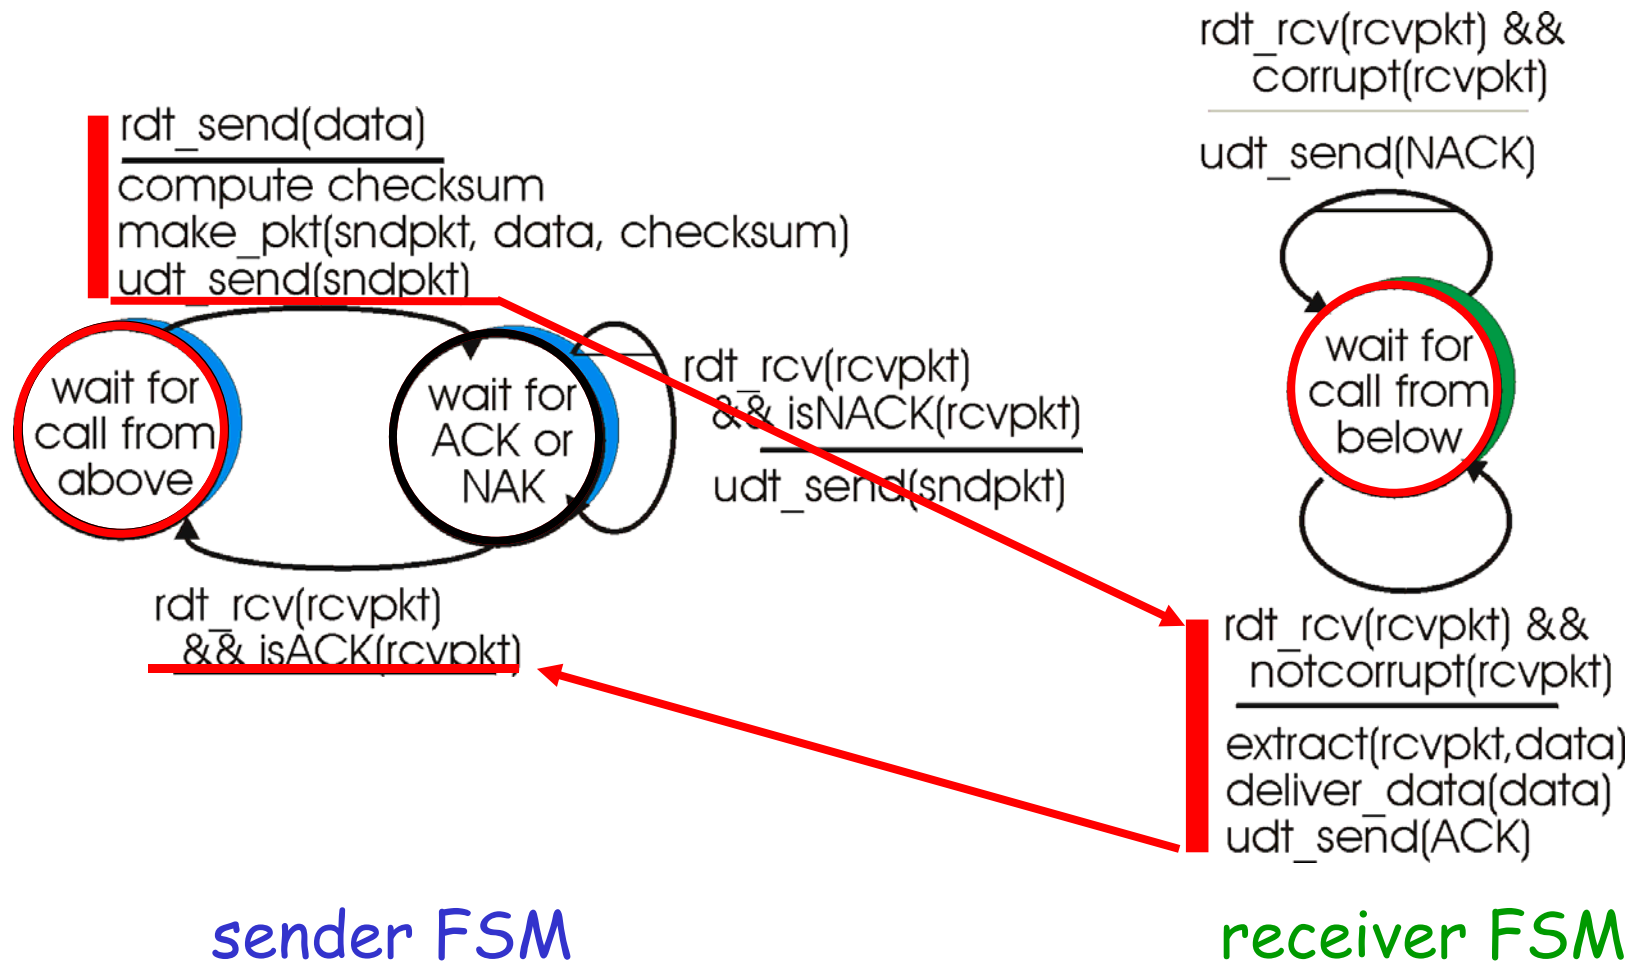 rdt_send(data)
compute checksum
make_pkt(sndpkt, data, checksum)
udt_send(sndpkt)
wait for
call from
above
wait for
ACK or
NAK
rdt_rcv(rcvpkt)
&& isNACK(rcvpkt)
udt_send(sndpkt)
rdt_rcv(rcvpkt)
&& isACK(rcvpkt)
sender FSM
rdt_rcv(rcvpkt) &&
corrupt(rcvpkt)
udt_send(NACK)
wait for
call from
below
rdt_rcv(rcvpkt) &&
notcorrupt(rcvpkt)
extract(rcvpkt,data)
deliver_data(data)
udt_send(ACK)
receiver FSM